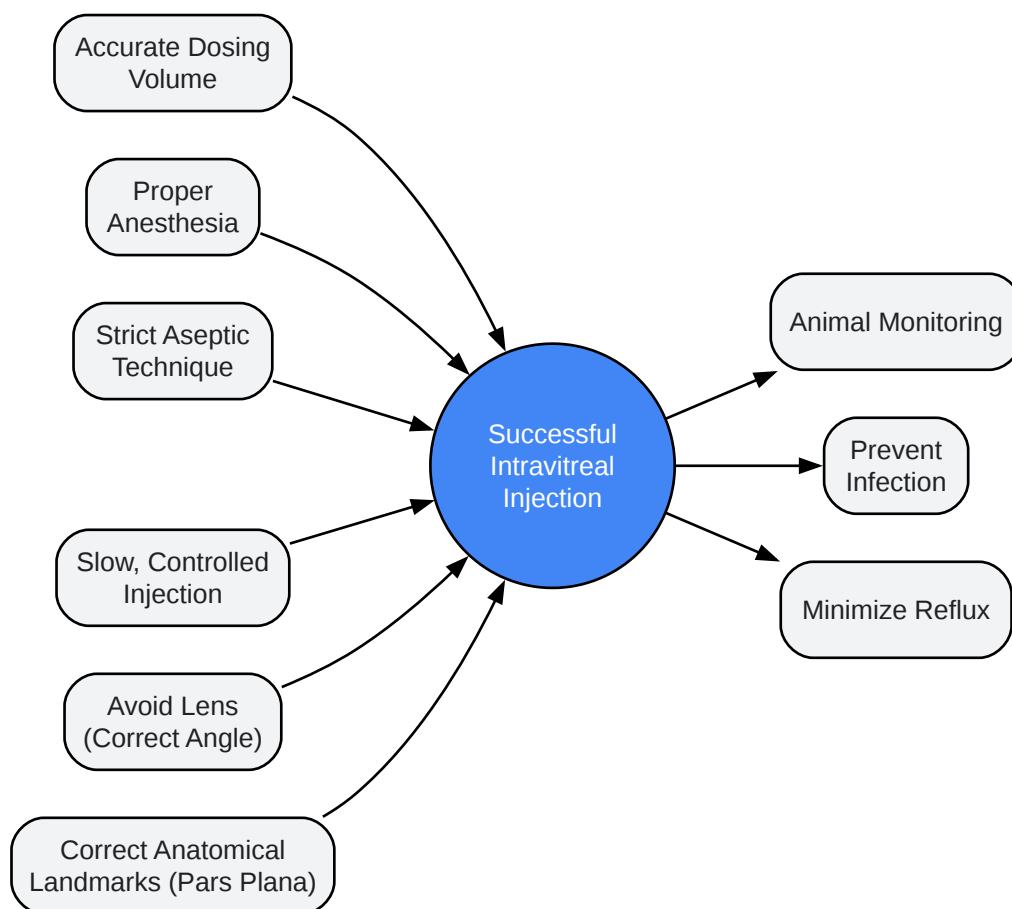 Accurate Dosing
Volume
Proper
Anesthesia
Strict Aseptic
Technique
Slow, Controlled
Injection
Avoid Lens
(Correct Angle)
Correct Anatomical
Landmarks (Pars Plana)
Successful
Intravitreal
Injection
Animal Monitoring
Prevent
Infection
Minimize Reflux